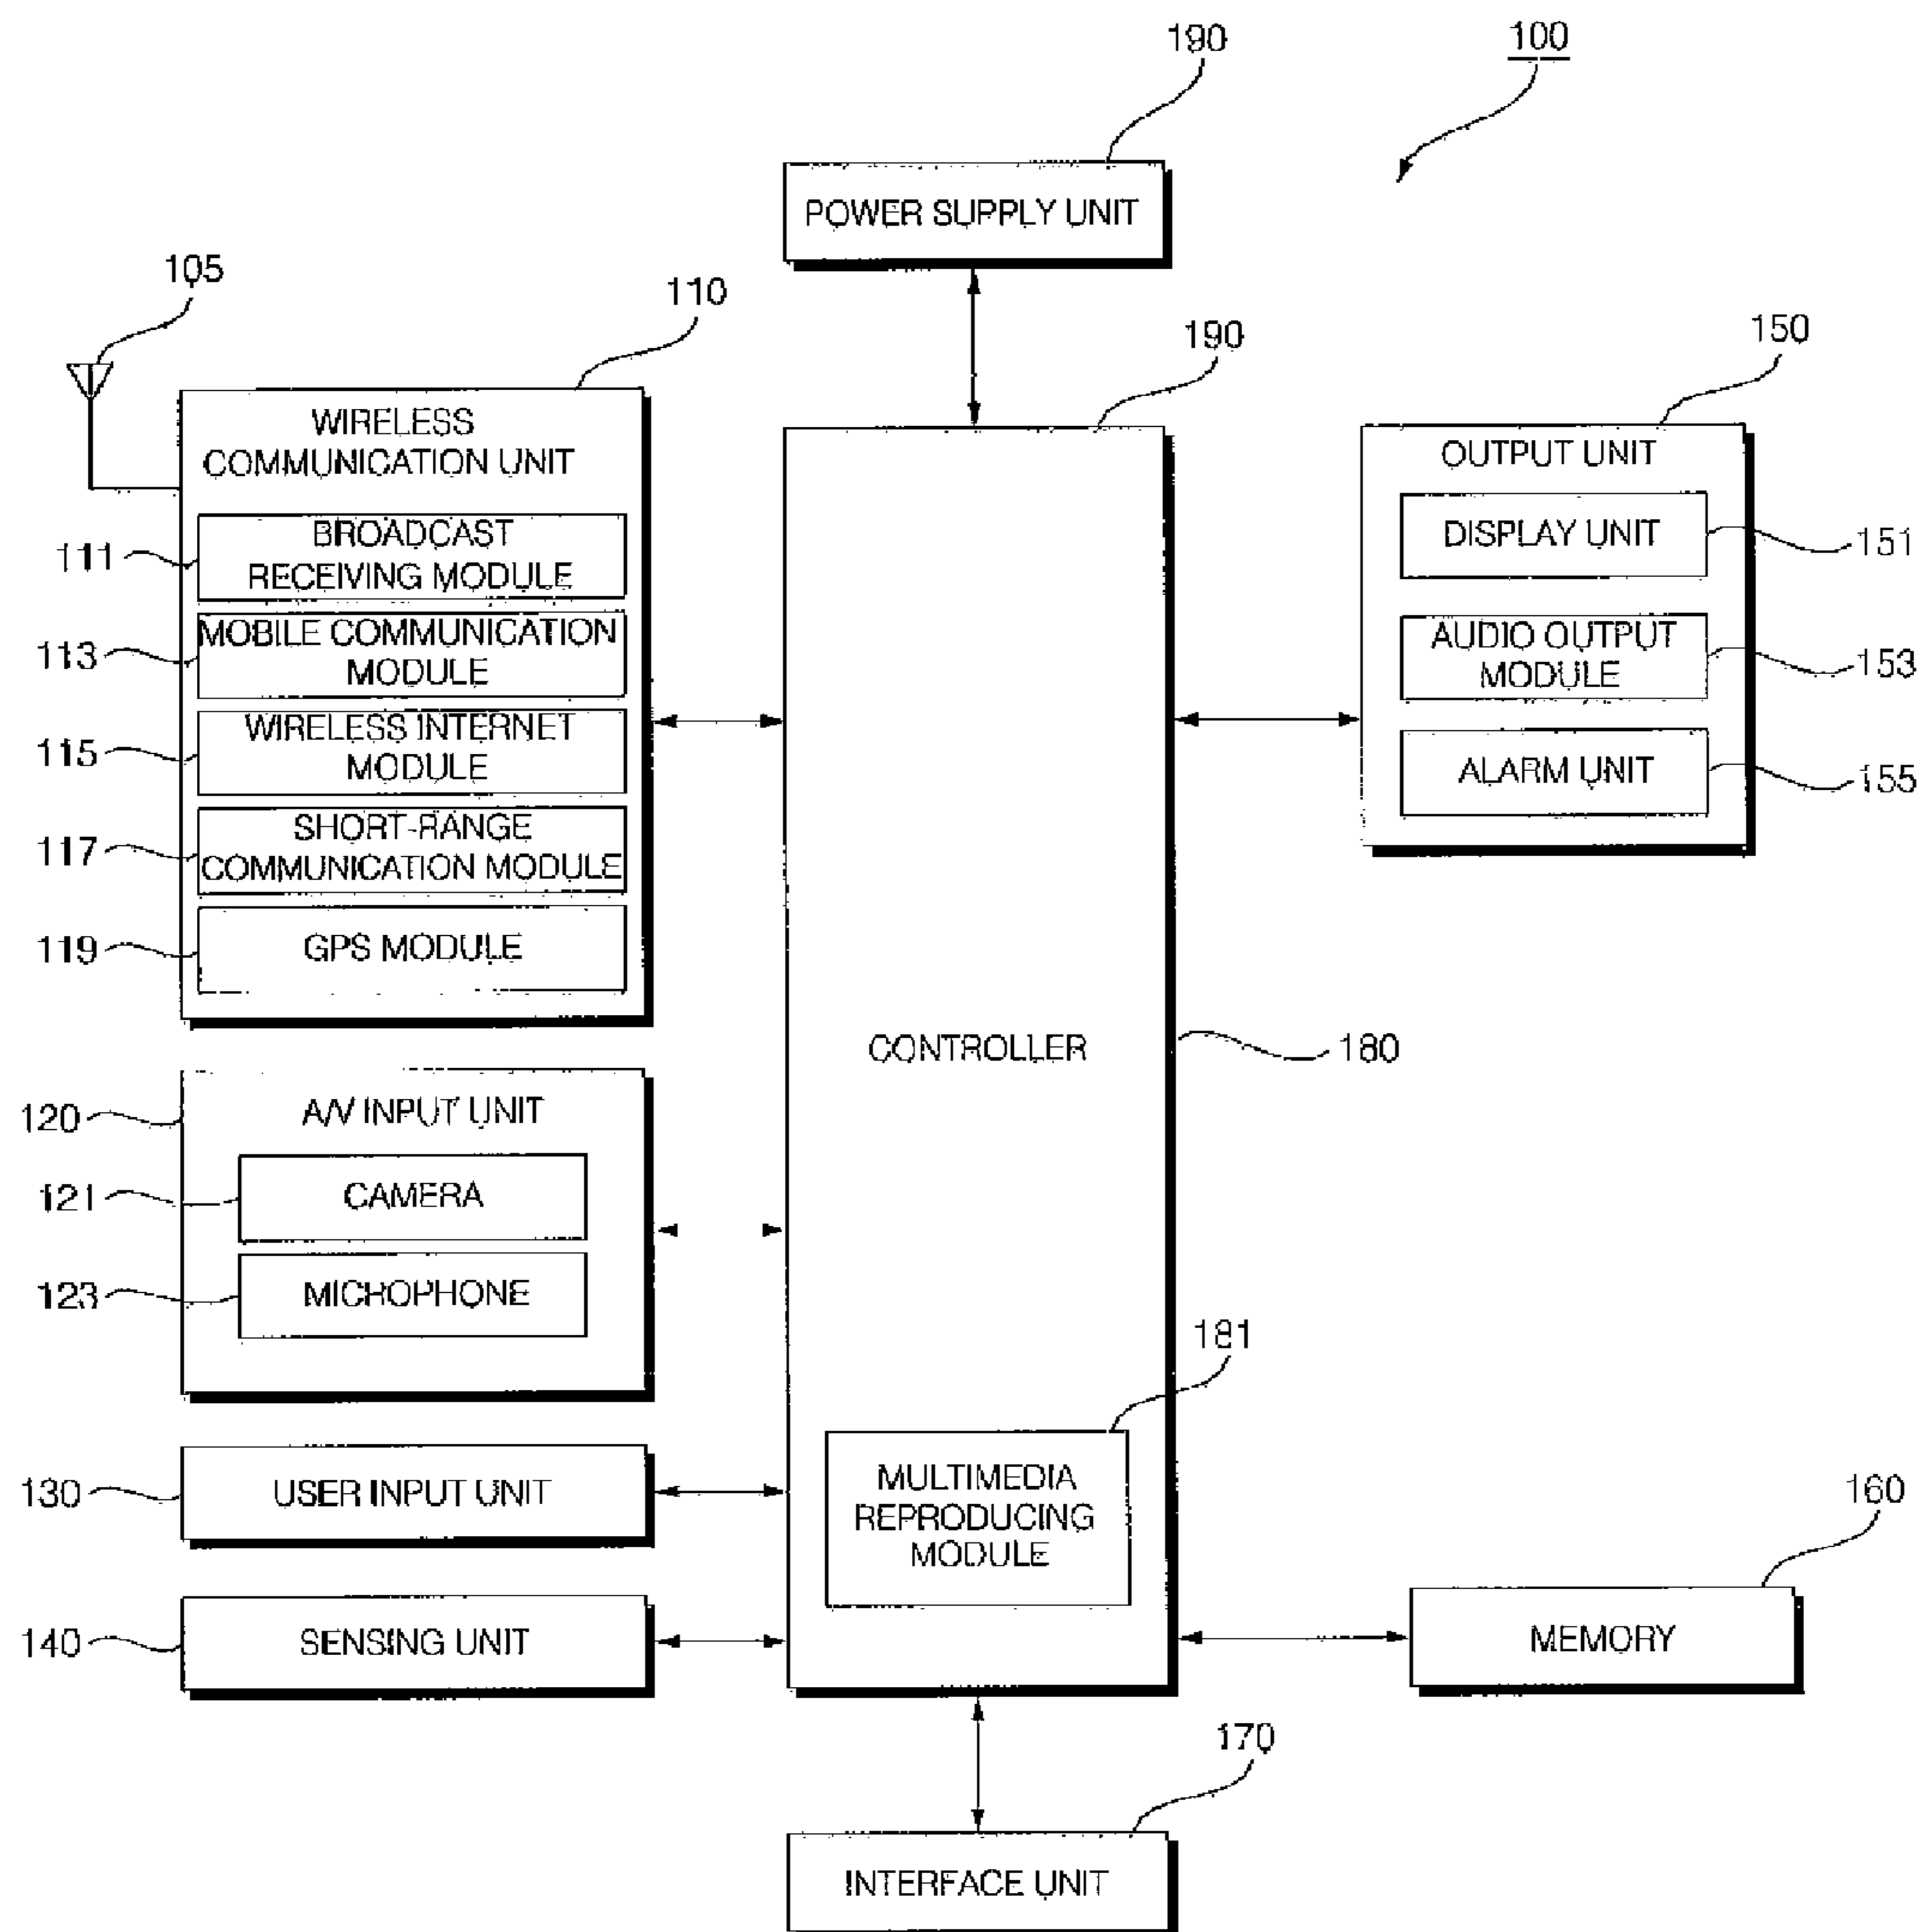 190
100
POWER SUPPLY UNIT
105
110
190
150
WIRELESS
COMMUNICATION UNIT
OUTPUT UNIT
111
BROADCAST
RECEIVING MODULE
DISPLAY UNIT
151
113
MOBILE COMMUNICATION
MODULE
AUDIO OUTPUT
MODULE
153
115
WIRELESS INTERNET
MODULE
ALARM UNIT
155
117
SHORT-RANGE
COMMUNICATION MODULE
119
GPS MODULE
CONTROLLER
180
120
A/V INPUT UNIT
121
CAMERA
123
MICROPHONE
181
130
USER INPUT UNIT
MULTIMEDIA
REPRODUCING
MODULE
160
140
SENSING UNIT
MEMORY
170
INTERFACE UNIT